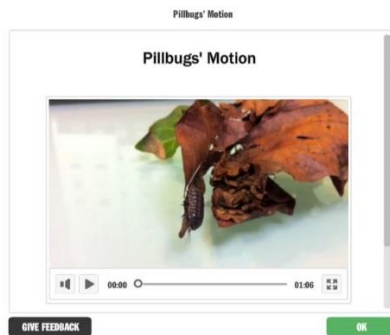 Pillbugs' Motion
Pillbugs' Motion
00:00
01:06
GIVE FEEDBACK
OK